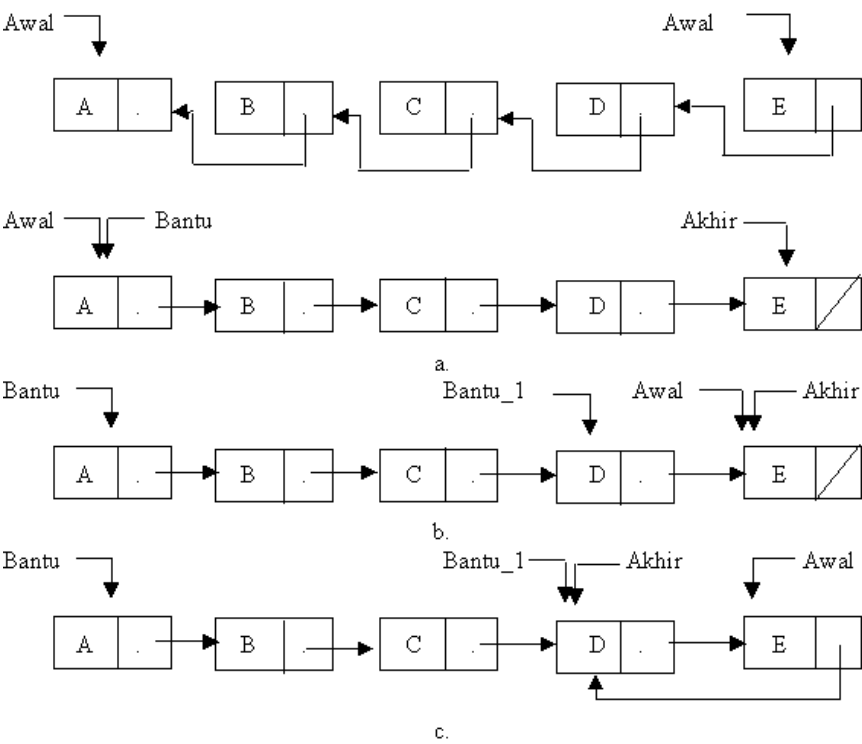 Awal Awal
A B C D E
Awal Bantu Akhir
A B C D E
a.
Bantu Bantu_1 Awal Akhir
A B C D E
b.
Bantu Bantu_1 Akhir Awal
A B C D E
c.